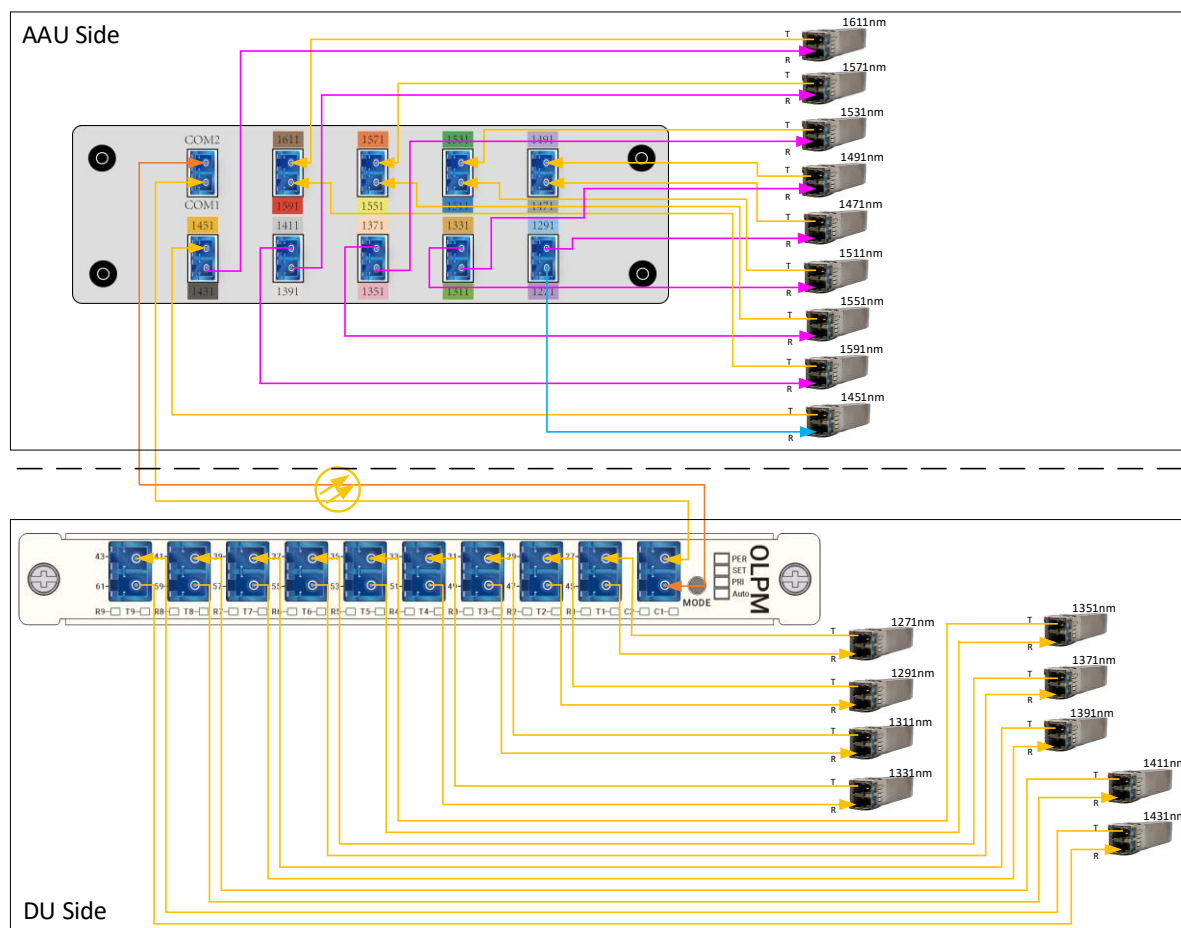 AAU Side
1611nm
T
R
1571nm
T
R
1531nm
T
R
1491nm
T
R
1471nm
T
R
1511nm
T
R
1551nm
T
R
1591nm
T
R
1451nm
T
R
COM2 1611 1571 1531 1491
COM1 1591 1551 1511 1471
1451 1411 1371 1331 1291
1431 1391 1351 1311 1271
43 41 39 37 35 33 31 29 27
61 59 57 55 53 51 49 47 45
R9 T9 R8 T8 R7 T7 R6 T6 R5 T5 R4 T4 R3 T3 R2 T2 R1 T1 C2 C1
MODE
OLPM
PER
SET
PRI
Auto
1271nm
T
R
1291nm
T
R
1311nm
T
R
1331nm
T
R
1351nm
T
R
1371nm
T
R
1391nm
T
R
1411nm
T
R
1431nm
T
R
DU Side